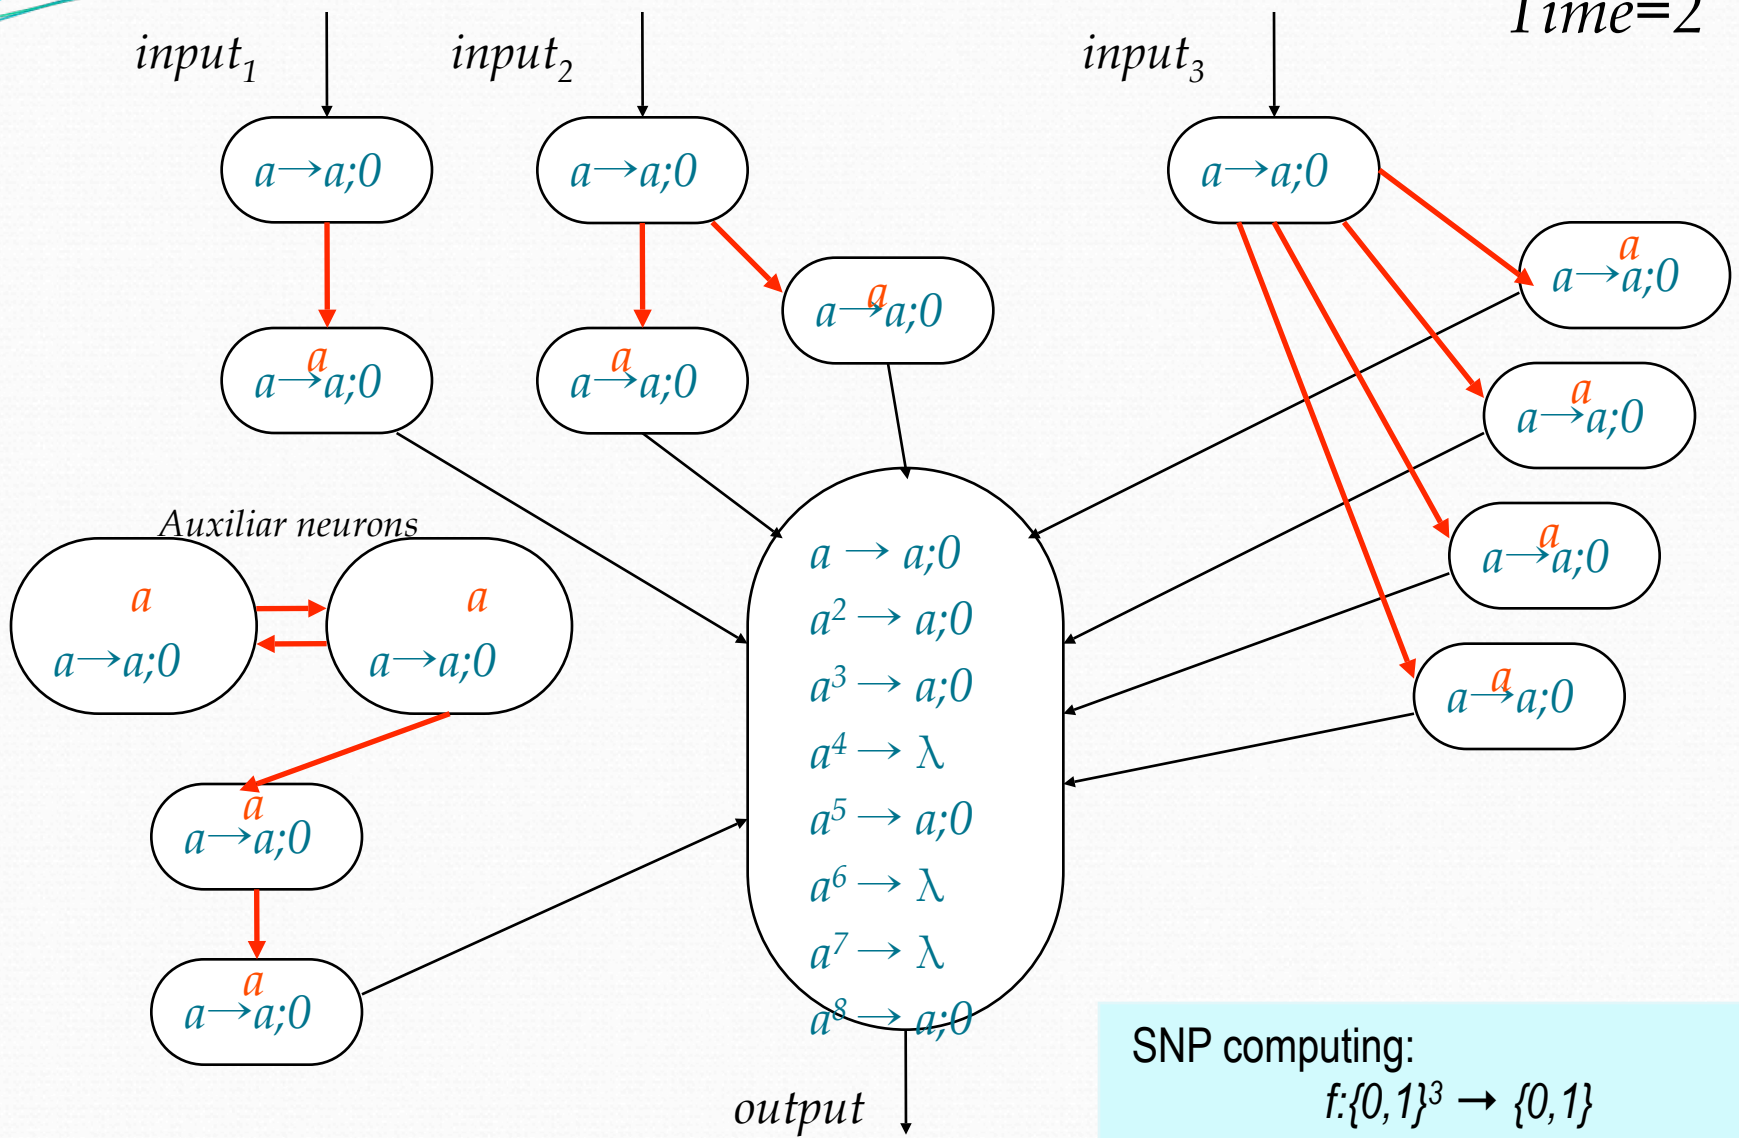 Time=2
input₁
input₂
input₃
a→a;0
a→a;0
a→a;0
a
a→a;0
a
a→a;0
a
a→a;0
a
a→a;0
a
a→a;0
a
a→a;0
a
a→a;0
Auxiliar neurons
a
a→a;0
a
a→a;0
a
a→a;0
a
a→a;0
a → a;0
a² → a;0
a³ → a;0
a⁴ → λ
a⁵ → a;0
a⁶ → λ
a⁷ → λ
a⁸ → a;0
output
SNP computing:
f:{0,1}³ → {0,1}